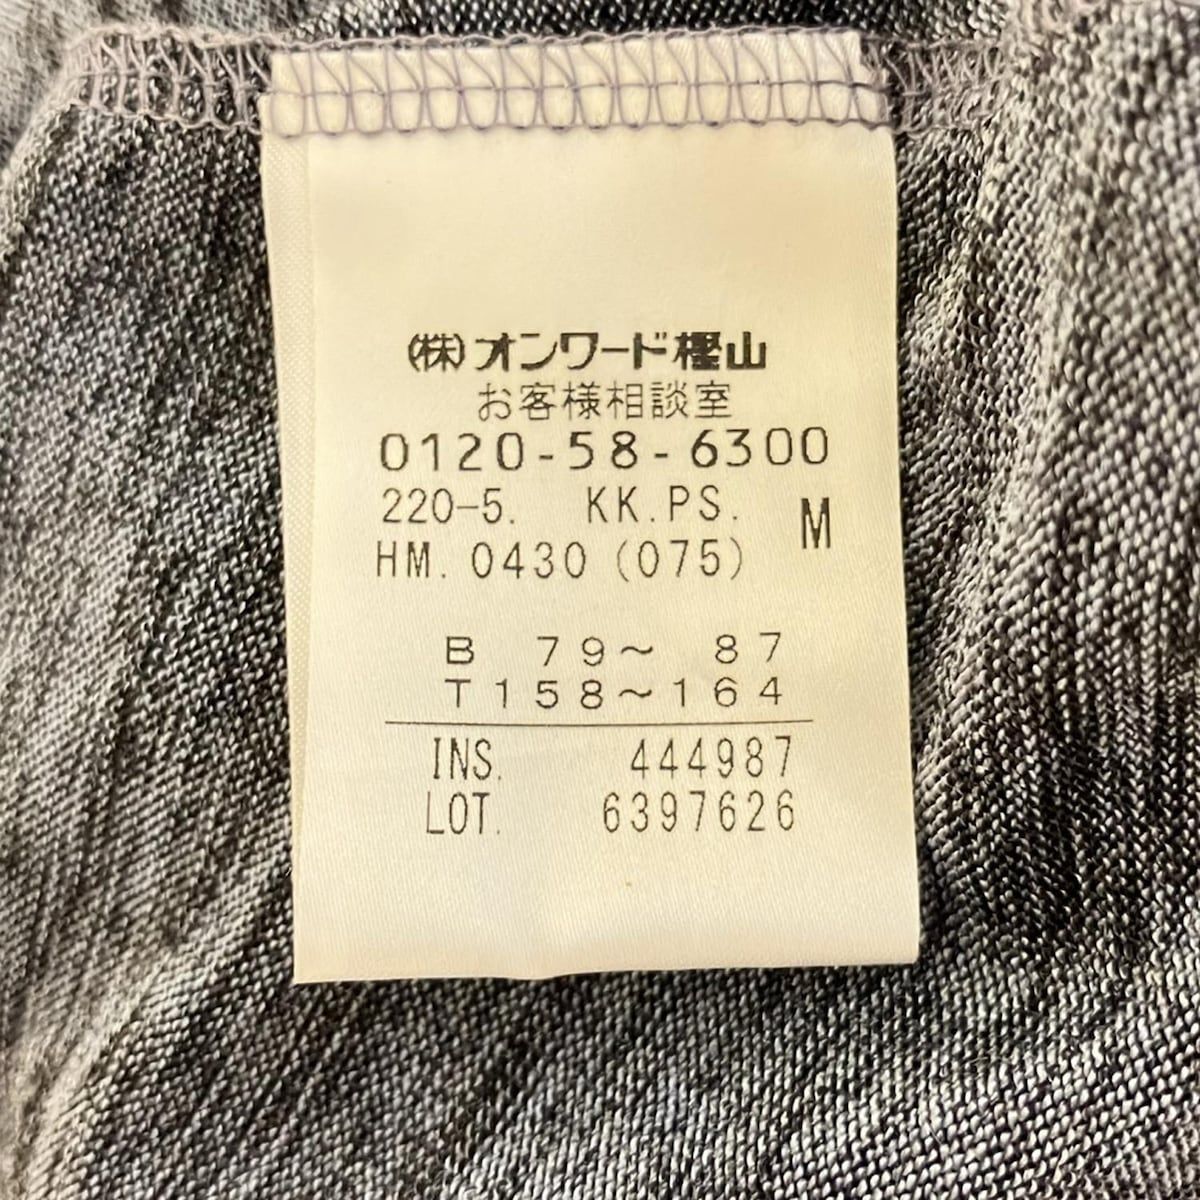 (株)オンワード樫山
お客様相談室
0120-58-6300
220-5. KK.PS. M
HM. 0430 (075)
B 79～ 87
T158～164
INS. 444987
LOT. 6397626